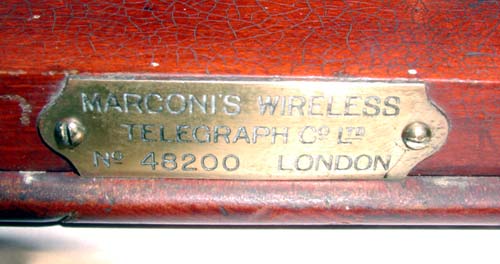 MARCONI'S WIRELESS
TELEGRAPH Cº LTD
Nº 48200 LONDON